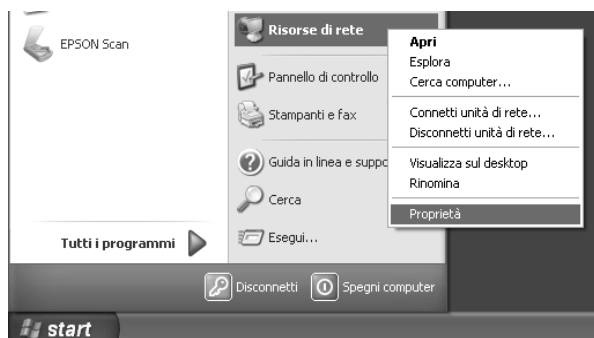 EPSON Scan
Tutti i programmi
Risorse di rete
Pannello di controllo
Stampanti e fax
Guida in linea e suppo
Cerca
Esegui...
Apri
Esplora
Cerca computer...
Connetti unità di rete...
Disconnetti unità di rete...
Visualizza sul desktop
Rinomina
Proprietà
Disconnetti
Spegni computer
start